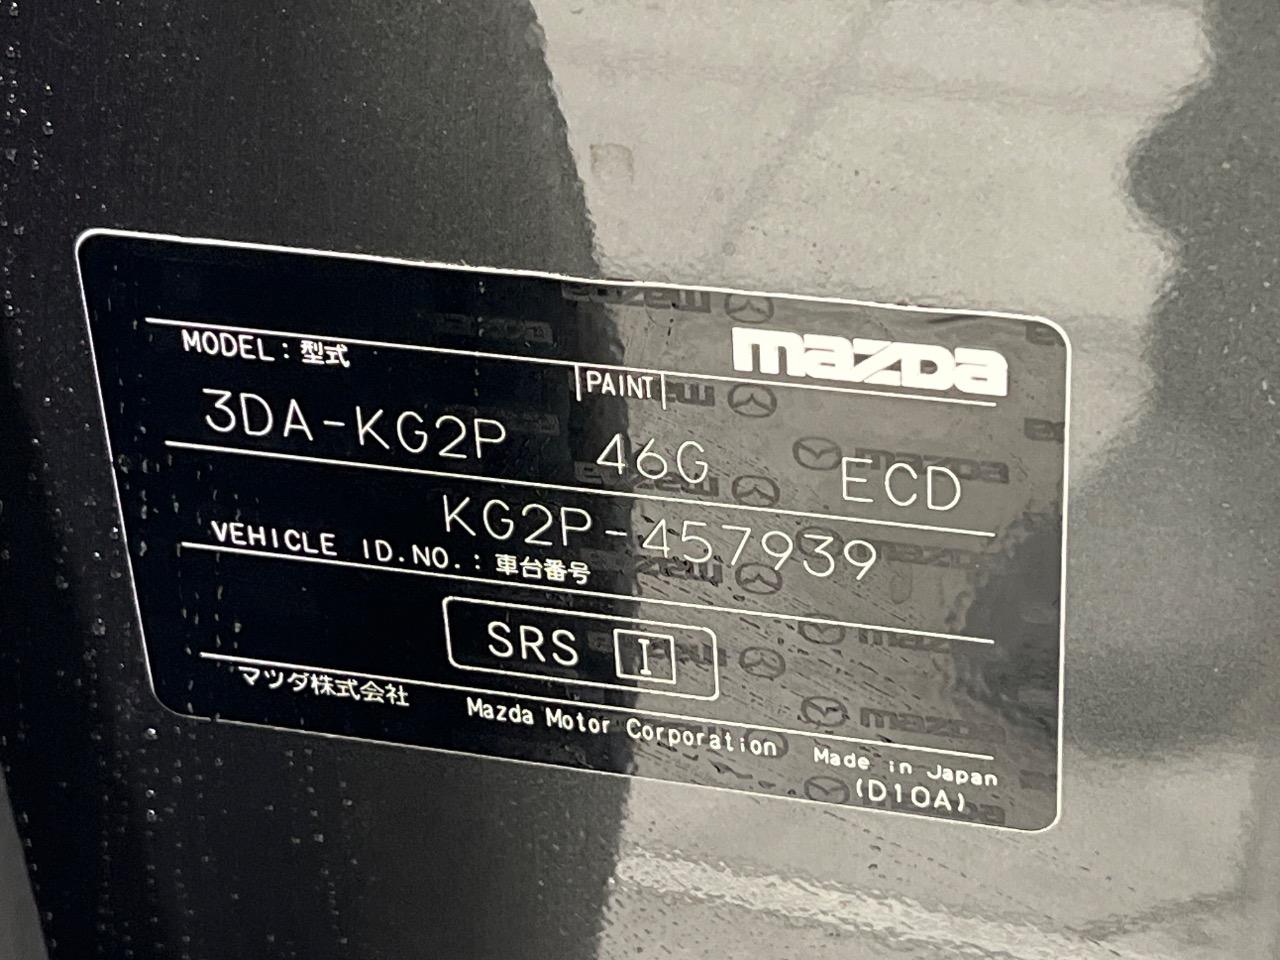 mazda
MODEL：型式
PAINT
3DA-KG2P 46G ECD
KG2P-457939
VEHICLE ID.NO.：車台番号
SRS I
マツダ株式会社 Mazda Motor Corporation Made in Japan
(D10A)